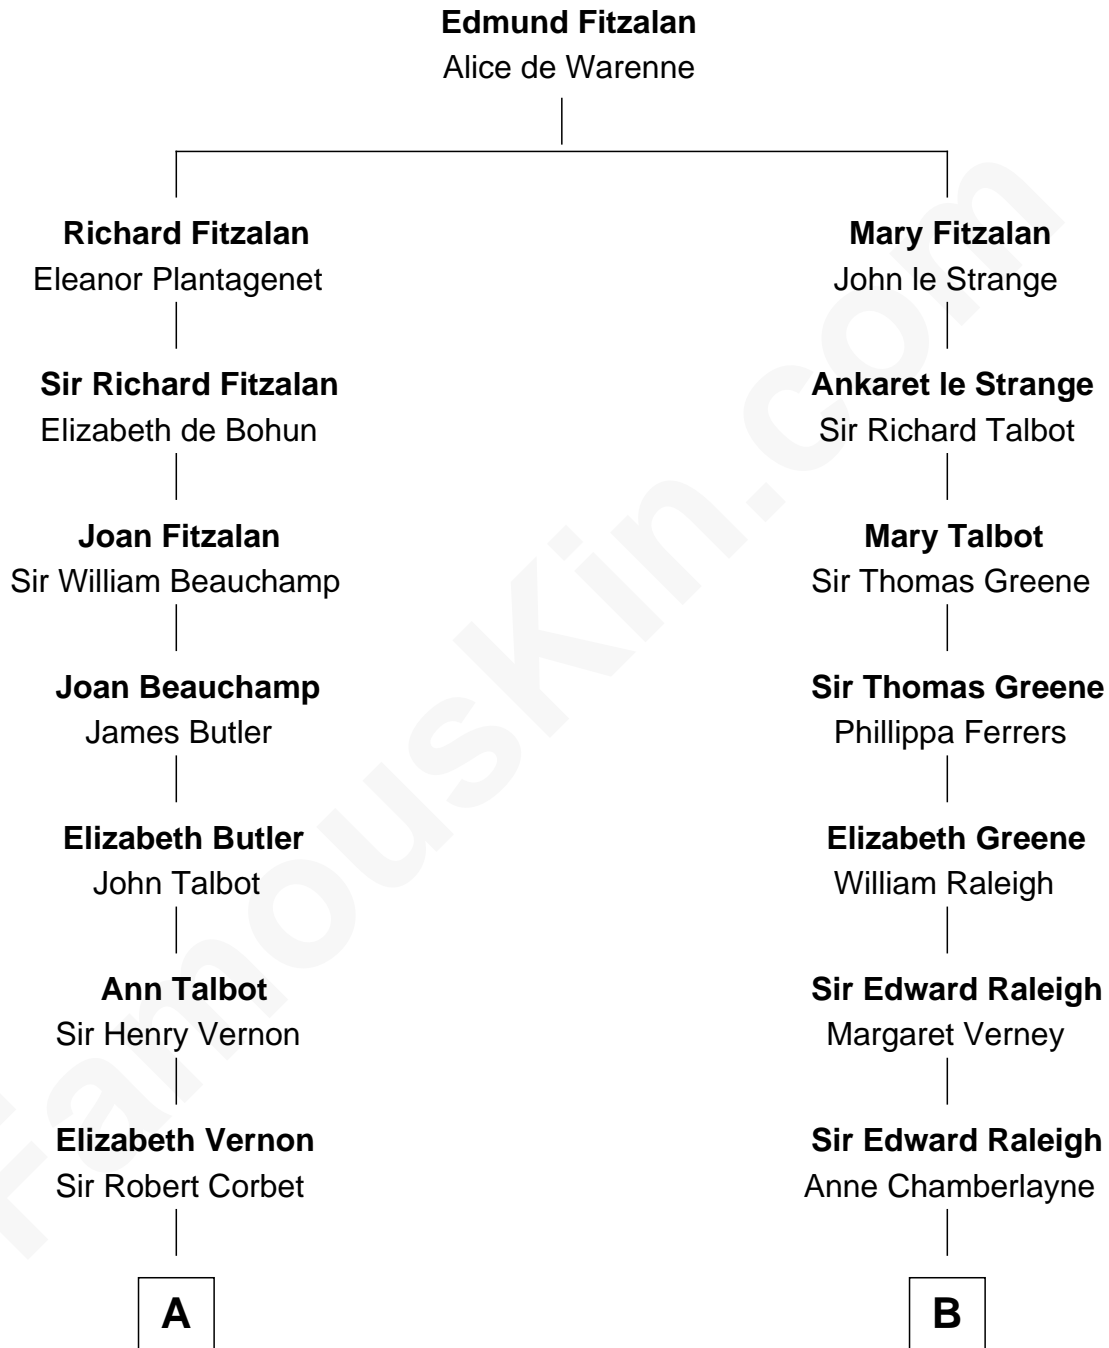 Edmund Fitzalan
Alice de Warenne
Richard Fitzalan
Eleanor Plantagenet
Mary Fitzalan
John le Strange
Sir Richard Fitzalan
Elizabeth de Bohun
Ankaret le Strange
Sir Richard Talbot
Joan Fitzalan
Sir William Beauchamp
Mary Talbot
Sir Thomas Greene
Joan Beauchamp
James Butler
Sir Thomas Greene
Phillippa Ferrers
Elizabeth Butler
John Talbot
Elizabeth Greene
William Raleigh
Ann Talbot
Sir Henry Vernon
Sir Edward Raleigh
Margaret Verney
Elizabeth Vernon
Sir Robert Corbet
Sir Edward Raleigh
Anne Chamberlayne
A
B
FamousKin.com